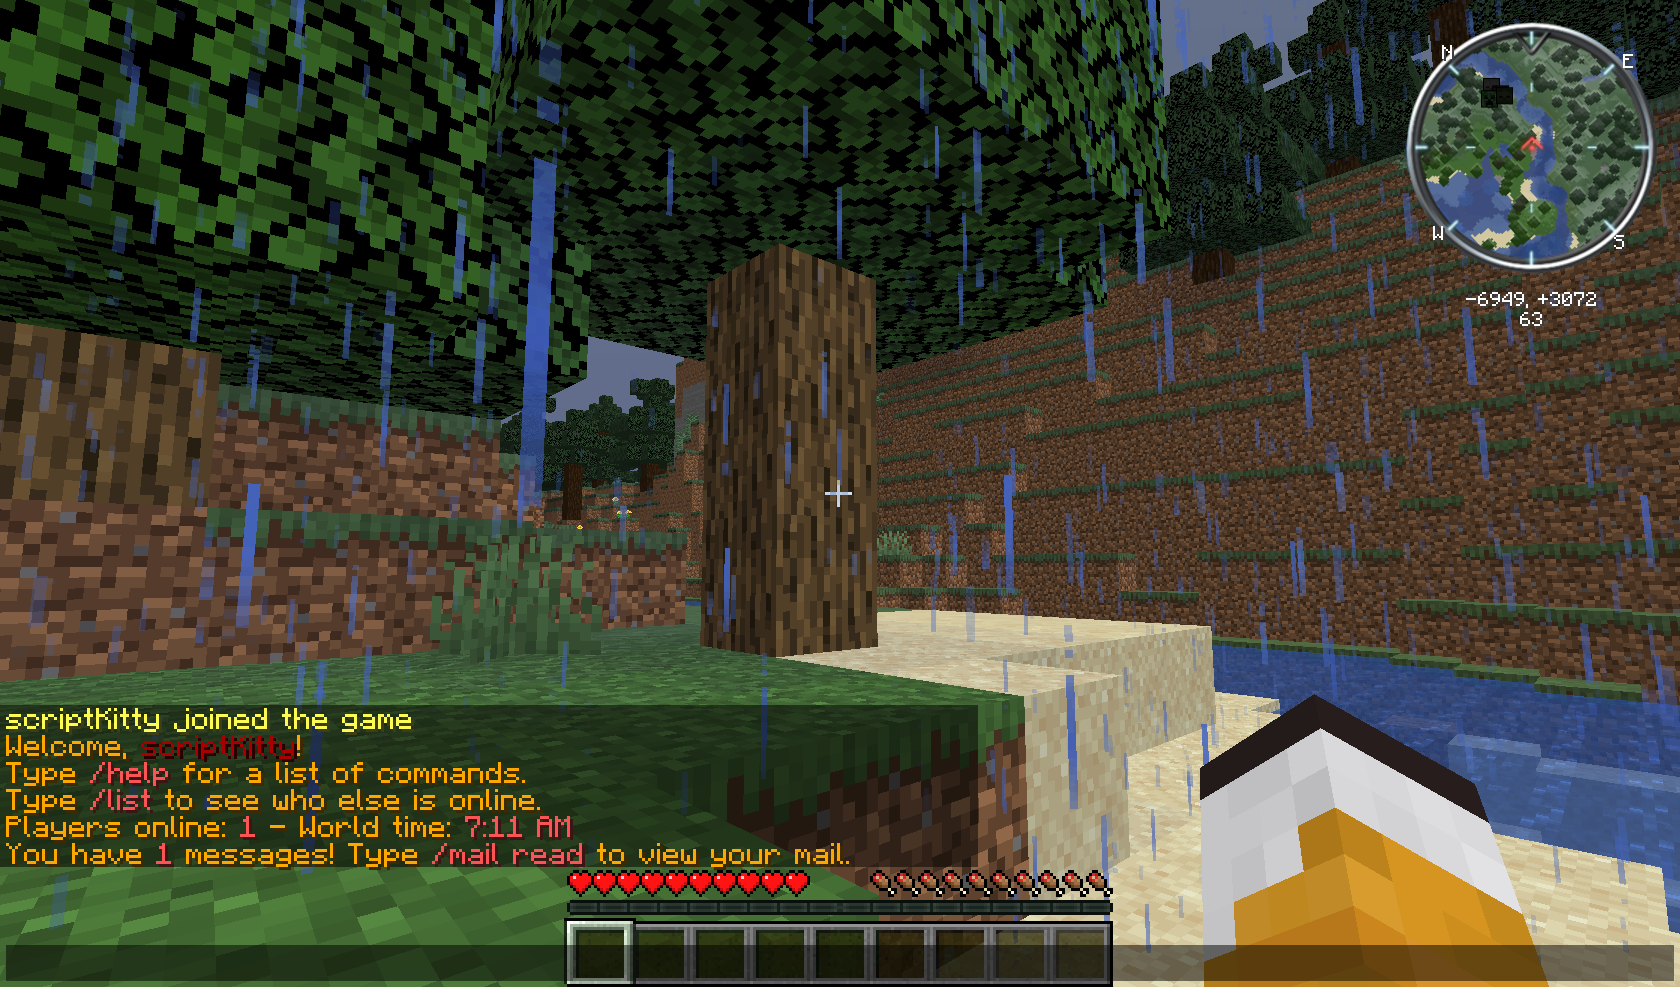 N
E
W
S
-6949, +3072
63
scriptKitty joined the game
Welcome, scriptKitty!
Type /help for a list of commands.
Type /list to see who else is online.
Players online: 1 - World time: 7:11 AM
You have 1 messages! Type /mail read to view your mail.